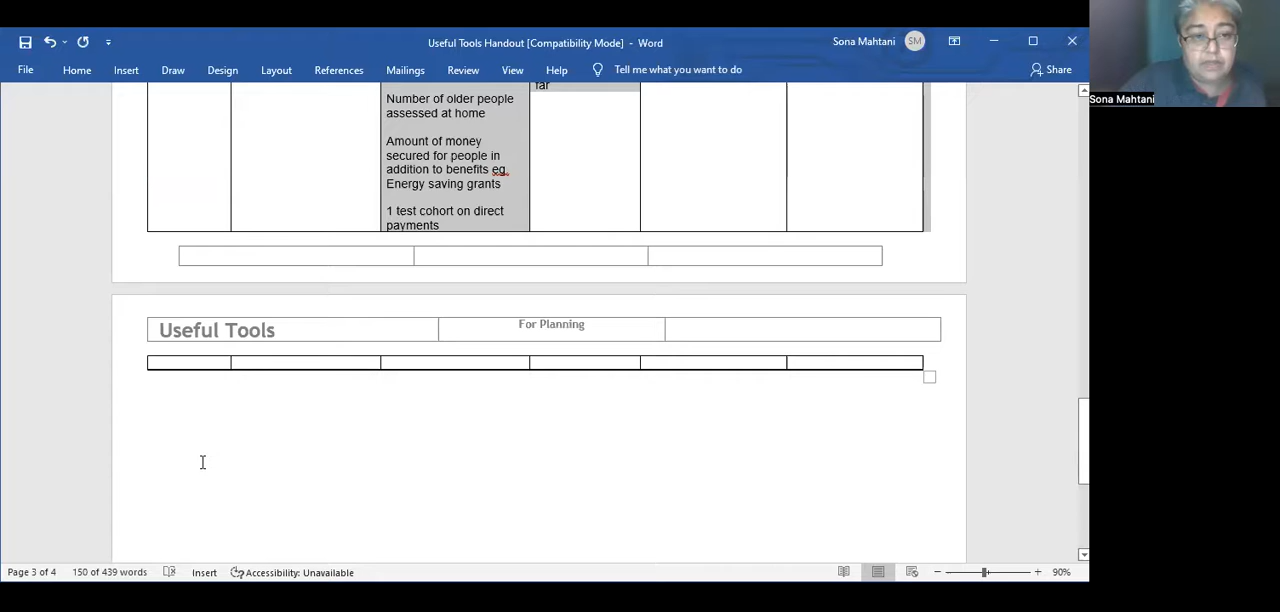 Useful Tools Handout [Compatibility Mode] - Word
Sona Mahtani
SM
File
Home
Insert
Draw
Design
Layout
References
Mailings
Review
View
Help
Tell me what you want to do
Share
Sona Mahtani
far
Number of older people
assessed at home
Amount of money
secured for people in
addition to benefits eg.
Energy saving grants
1 test cohort on direct
payments
Useful Tools
For Planning
Page 3 of 4
150 of 439 words
Insert
Accessibility: Unavailable
90%